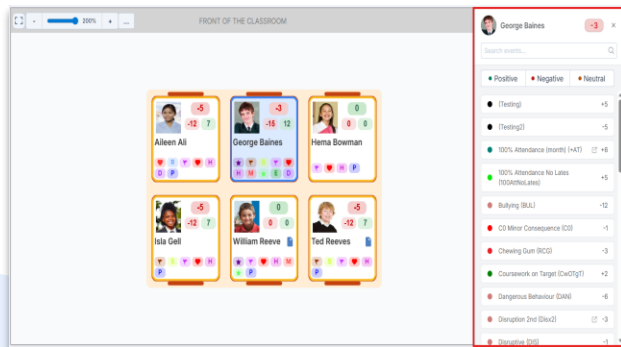 - 200% + ...
FRONT OF THE CLASSROOM
-5
-12 7
Aileen Ali
H
D P
-3
-15 12
George Baines
H M E D
0
0 0
Hema Bowman
H P
-5
-12 7
Isla Gell
H
P
0
0 0
William Reeve
H M
P
-5
-12 7
Ted Reeves
H
P
George Baines -3 ×
Search events...
Positive Negative Neutral
(Testing) +5
(Testing2) -5
100% Attendance (month) (+AT) +6
100% Attendance No Lates (100AttNoLates) +5
Bullying (BUL) -12
C0 Minor Consequence (C0) -1
Chewing Gum (RCG) -3
Coursework on Target (CwOTgT) +2
Dangerous Behaviour (DAN) -6
Disruption 2nd (Disx2) -3
Disruptive (DIS) -1